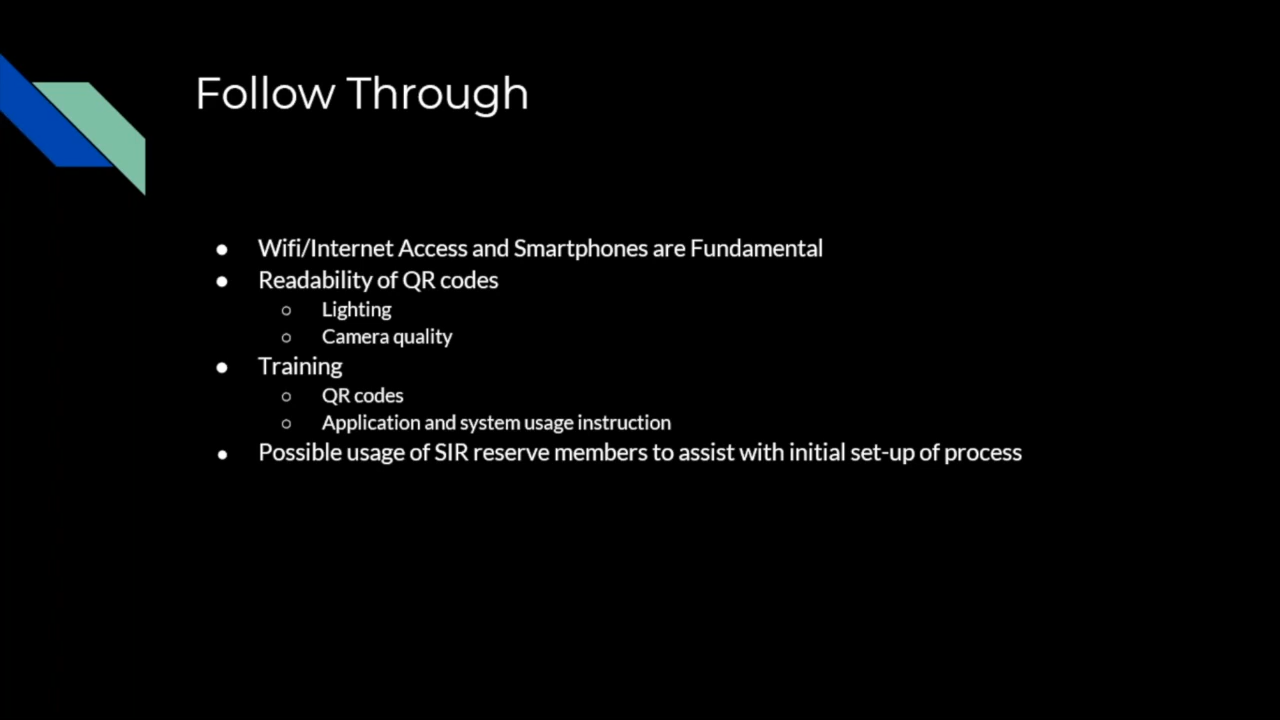 Follow Through
● Wifi/Internet Access and Smartphones are Fundamental
● Readability of QR codes
○ Lighting
○ Camera quality
● Training
○ QR codes
○ Application and system usage instruction
● Possible usage of SIR reserve members to assist with initial set-up of process